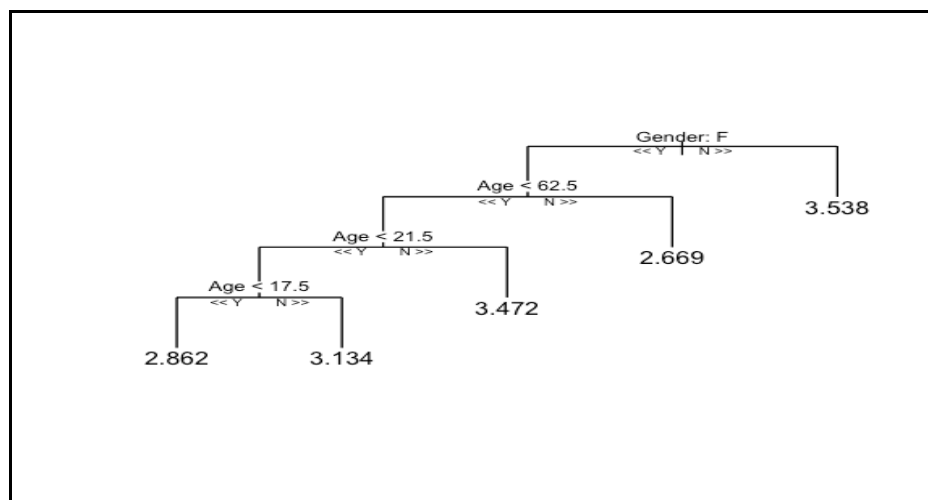 Gender: F
<< Y N >>
Age < 62.5
<< Y N >>
3.538
Age < 21.5
<< Y N >>
2.669
Age < 17.5
<< Y N >>
3.472
2.862 3.134